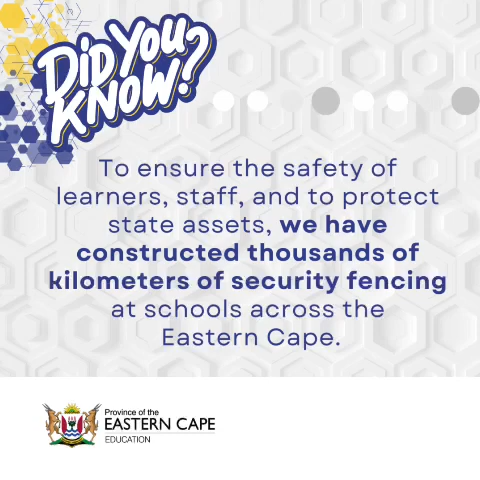 DiD YOU
KNOW?
To ensure the safety of
learners, staff, and to protect
state assets, we have
constructed thousands of
kilometers of security fencing
at schools across the
Eastern Cape.
Province of the
EASTERN CAPE
EDUCATION